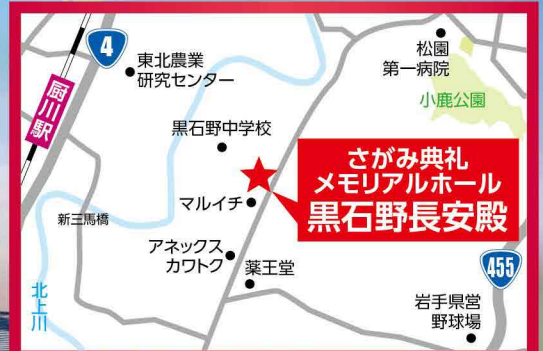 4
東北農業
研究センター
松園
第一病院
小鹿公園
厨川駅
黒石野中学校
さがみ典礼
メモリアルホール
黒石野長安殿
マルイチ
新三馬橋
アネックス
カワトク
薬王堂
455
北上川
岩手県営
野球場